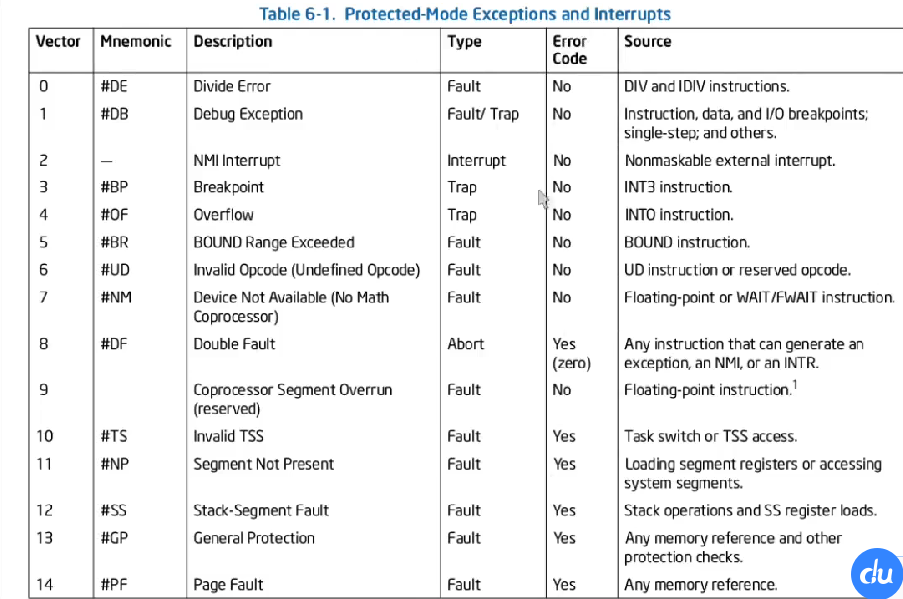 Table 6-1. Protected-Mode Exceptions and Interrupts
Vector Mnemonic Description Type Error Code Source
0 #DE Divide Error Fault No DIV and IDIV instructions.
1 #DB Debug Exception Fault/ Trap No Instruction, data, and I/O breakpoints; single-step; and others.
2 — NMI Interrupt Interrupt No Nonmaskable external interrupt.
3 #BP Breakpoint Trap No INT3 instruction.
4 #OF Overflow Trap No INTO instruction.
5 #BR BOUND Range Exceeded Fault No BOUND instruction.
6 #UD Invalid Opcode (Undefined Opcode) Fault No UD instruction or reserved opcode.
7 #NM Device Not Available (No Math Coprocessor) Fault No Floating-point or WAIT/FWAIT instruction.
8 #DF Double Fault Abort Yes (zero) Any instruction that can generate an exception, an NMI, or an INTR.
9 Coprocessor Segment Overrun (reserved) Fault No Floating-point instruction.1
10 #TS Invalid TSS Fault Yes Task switch or TSS access.
11 #NP Segment Not Present Fault Yes Loading segment registers or accessing system segments.
12 #SS Stack-Segment Fault Fault Yes Stack operations and SS register loads.
13 #GP General Protection Fault Yes Any memory reference and other protection checks.
14 #PF Page Fault Fault Yes Any memory reference.
du